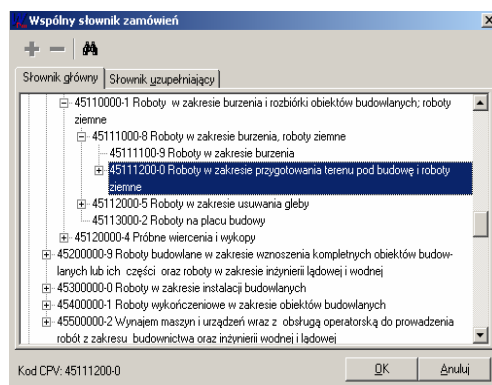 Wspólny słownik zamówień
Słownik główny
Słownik uzupełniający
45110000-1 Roboty w zakresie burzenia i rozbiórki obiektów budowlanych; roboty
ziemne
45111000-8 Roboty w zakresie burzenia, roboty ziemne
45111100-9 Roboty w zakresie burzenia
45111200-0 Roboty w zakresie przygotowania terenu pod budowę i roboty
ziemne
45112000-5 Roboty w zakresie usuwania gleby
45113000-2 Roboty na placu budowy
45120000-4 Próbne wiercenia i wykopy
45200000-9 Roboty budowlane w zakresie wznoszenia kompletnych obiektów budow-
lanych lub ich części oraz roboty w zakresie inżynierii lądowej i wodnej
45300000-0 Roboty w zakresie instalacji budowlanych
45400000-1 Roboty wykończeniowe w zakresie obiektów budowlanych
45500000-2 Wynajem maszyn i urządzeń wraz z obsługą operatorską do prowadzenia
robót z zakresu budownictwa oraz inżynierii wodnej i lądowej
Kod CPV: 45111200-0
OK
Anuluj